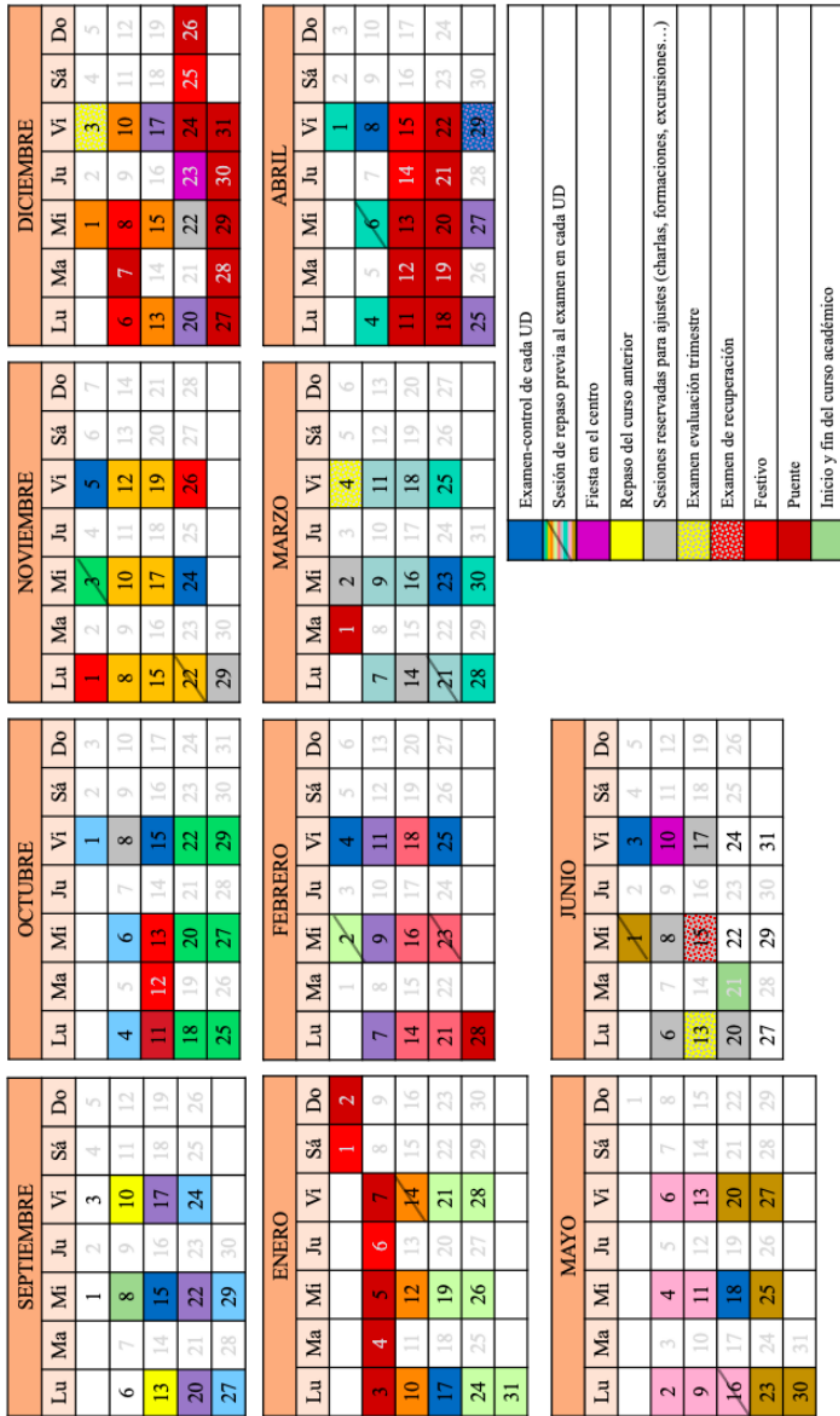 SEPTIEMBRE
Lu Ma Mi Ju Vi Sá Do
1 2 3 4 5
6 7 8 9 10 11 12
13 14 15 16 17 18 19
20 21 22 23 24 25 26
27 28 29 30
OCTUBRE
Lu Ma Mi Ju Vi Sá Do
1 2 3
4 5 6 7 8 9 10
11 12 13 14 15 16 17
18 19 20 21 22 23 24
25 26 27 28 29 30 31
NOVIEMBRE
Lu Ma Mi Ju Vi Sá Do
1 2 3 4 5 6 7
8 9 10 11 12 13 14
15 16 17 18 19 20 21
22 23 24 25 26 27 28
29 30
DICIEMBRE
Lu Ma Mi Ju Vi Sá Do
1 2 3 4 5
6 7 8 9 10 11 12
13 14 15 16 17 18 19
20 21 22 23 24 25 26
27 28 29 30 31
ENERO
Lu Ma Mi Ju Vi Sá Do
1 2
3 4 5 6 7 8 9
10 11 12 13 14 15 16
17 18 19 20 21 22 23
24 25 26 27 28 29 30
31
FEBRERO
Lu Ma Mi Ju Vi Sá Do
1 2 3 4 5 6
7 8 9 10 11 12 13
14 15 16 17 18 19 20
21 22 23 24 25 26 27
28
MARZO
Lu Ma Mi Ju Vi Sá Do
1 2 3 4 5 6
7 8 9 10 11 12 13
14 15 16 17 18 19 20
21 22 23 24 25 26 27
28 29 30 31
ABRIL
Lu Ma Mi Ju Vi Sá Do
1 2 3
4 5 6 7 8 9 10
11 12 13 14 15 16 17
18 19 20 21 22 23 24
25 26 27 28 29 30
MAYO
Lu Ma Mi Ju Vi Sá Do
1
2 3 4 5 6 7 8
9 10 11 12 13 14 15
16 17 18 19 20 21 22
23 24 25 26 27 28 29
30 31
JUNIO
Lu Ma Mi Ju Vi Sá Do
1 2 3 4 5
6 7 8 9 10 11 12
13 14 15 16 17 18 19
20 21 22 23 24 25 26
27 28 29 30 31
Examen-control de cada UD
Sesión de repaso previa al examen en cada UD
Fiesta en el centro
Repaso del curso anterior
Sesiones reservadas para ajustes (charlas, formaciones, excursiones…)
Examen evaluación trimestre
Examen de recuperación
Festivo
Puente
Inicio y fin del curso académico